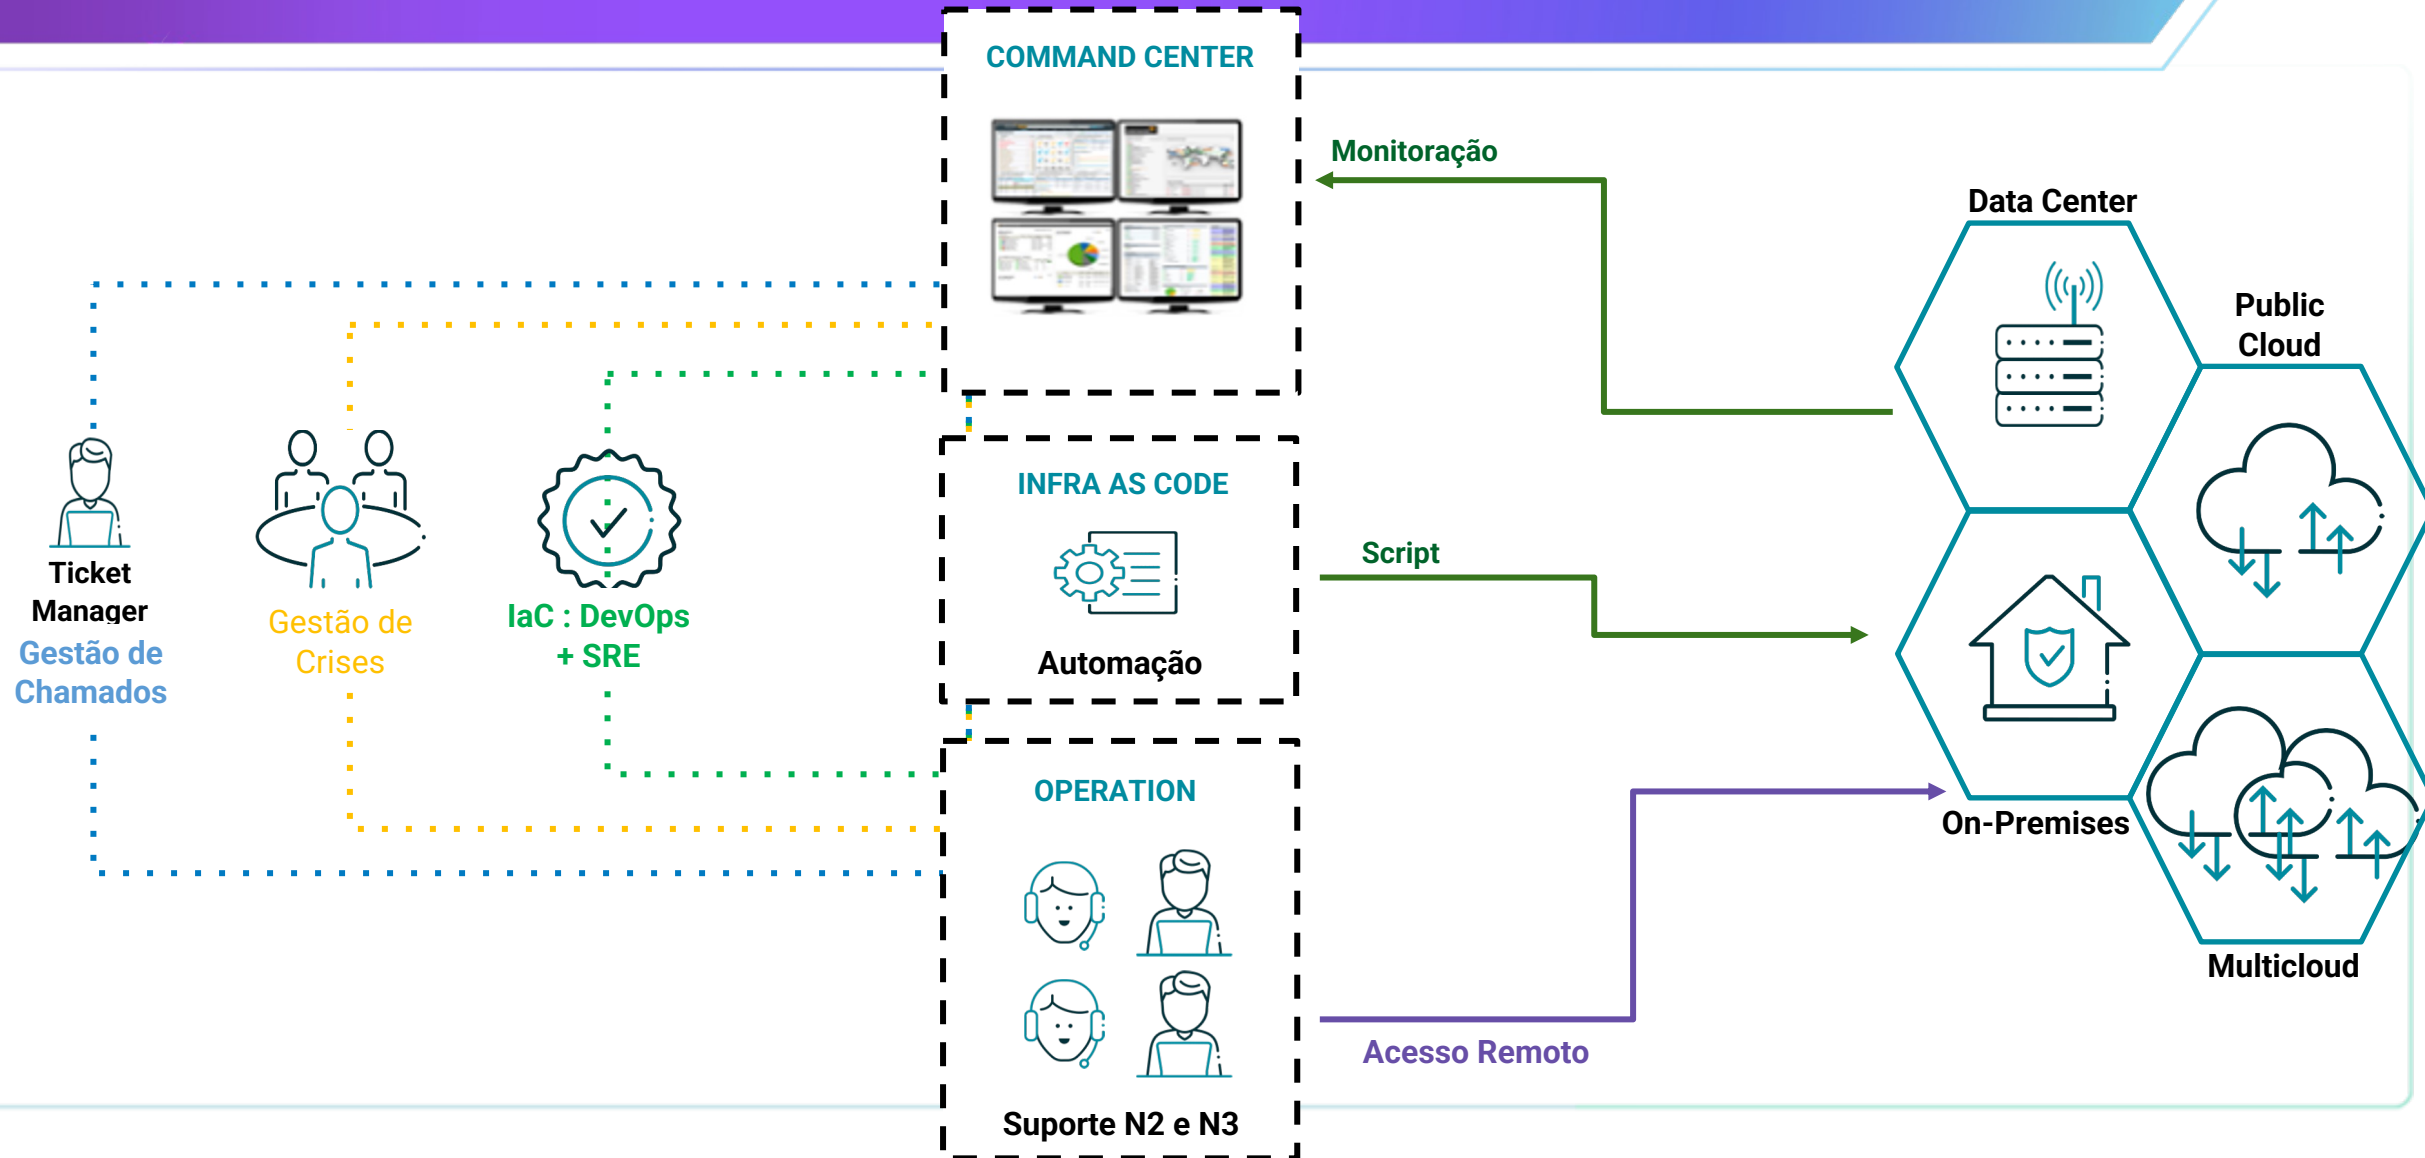 COMMAND CENTER
Monitoração
Data Center
Public
Cloud
INFRA AS CODE
Automação
Script
Ticket
Manager
Gestão de
Chamados
Gestão de
Crises
IaC : DevOps
+ SRE
OPERATION
Suporte N2 e N3
Acesso Remoto
On-Premises
Multicloud